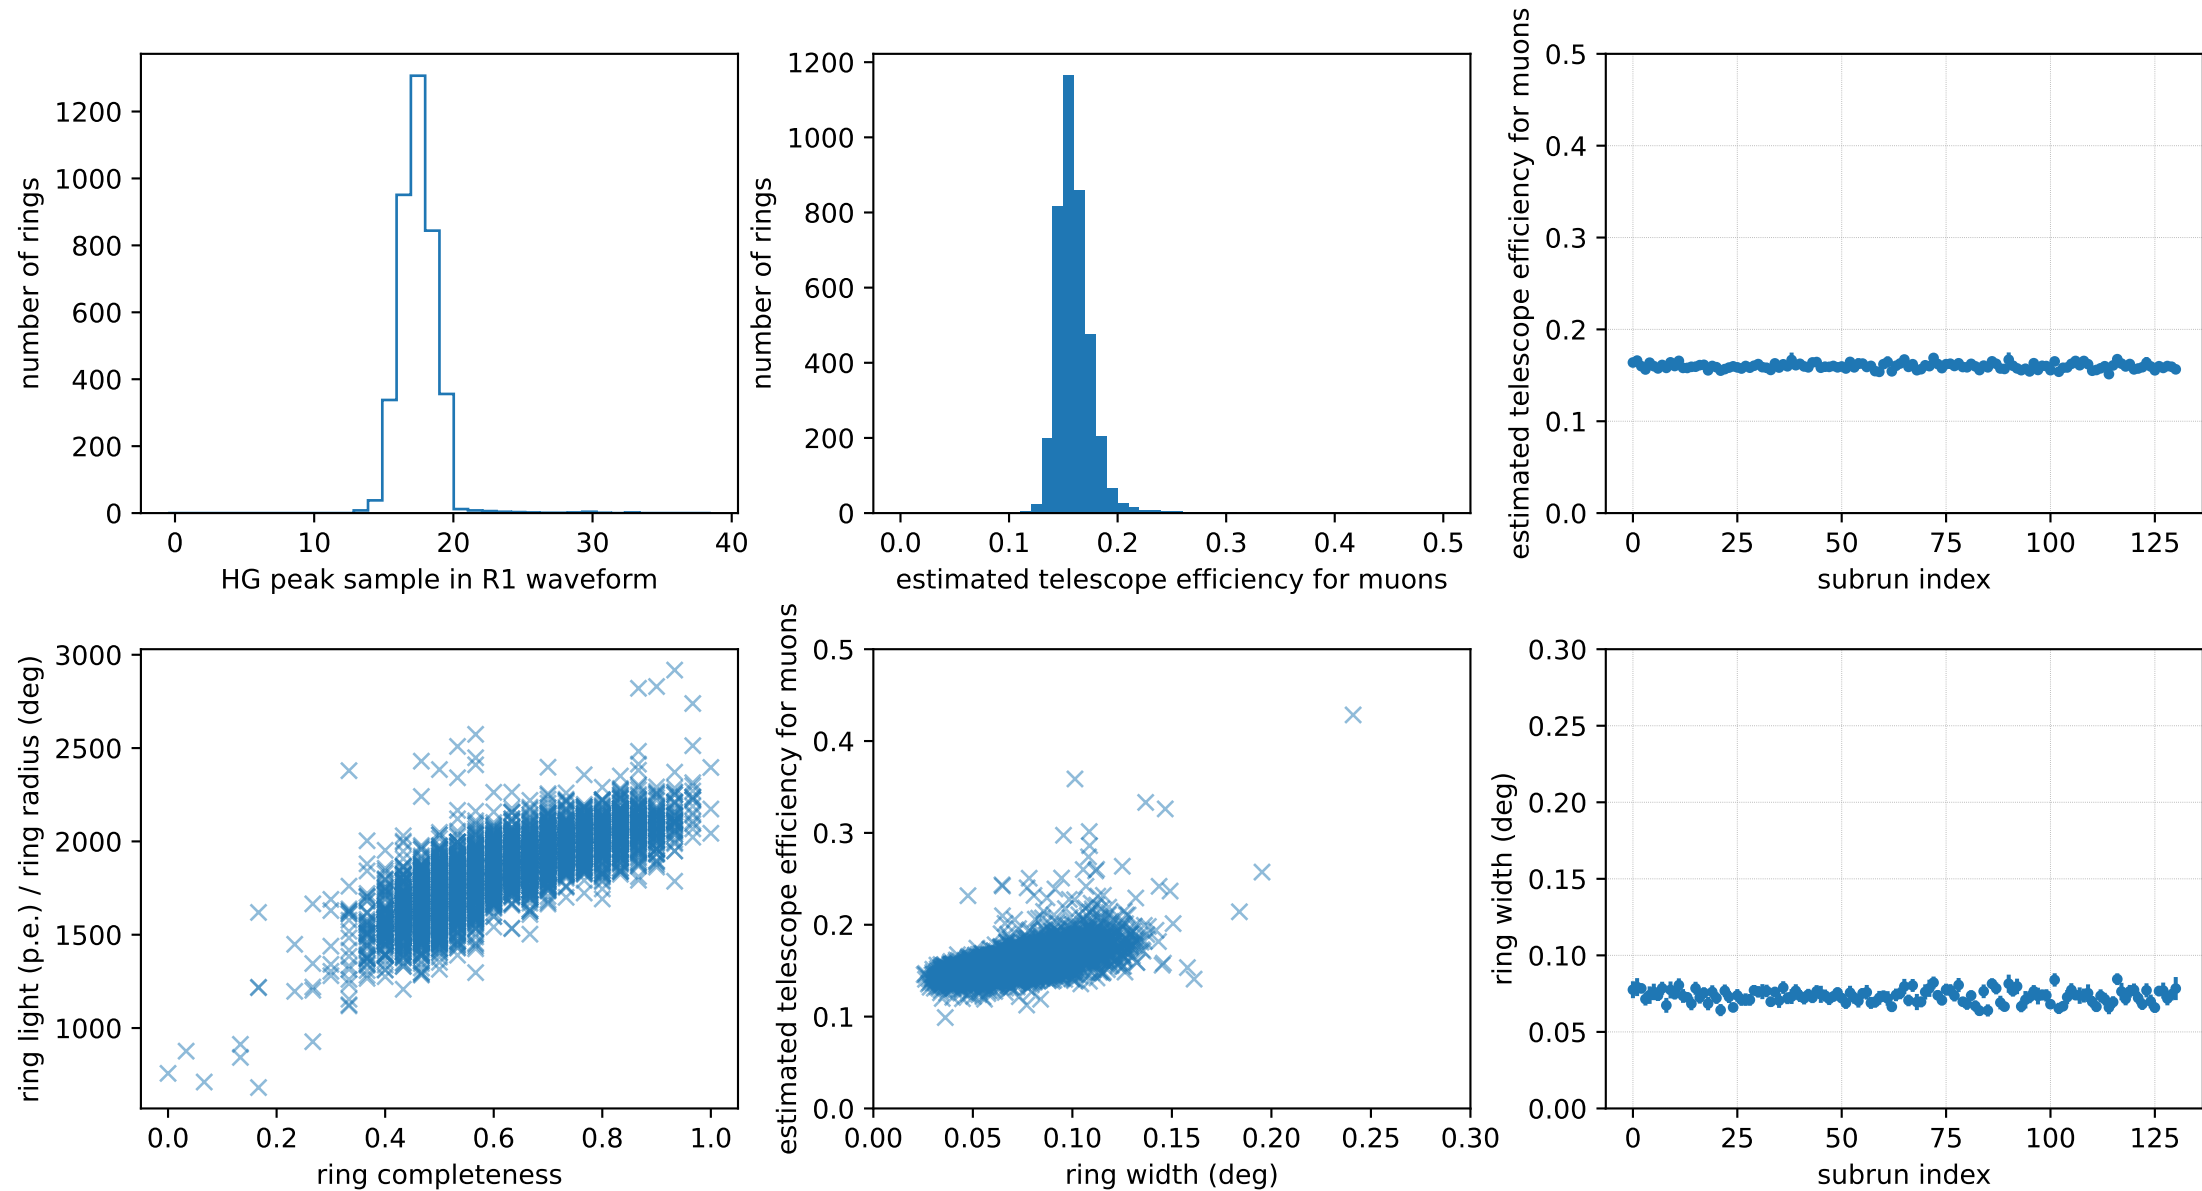 number of rings
1200
1000
800
600
400
200
0
0 10 20 30 40
HG peak sample in R1 waveform
number of rings
1200
1000
800
600
400
200
0
0.0 0.1 0.2 0.3 0.4 0.5
estimated telescope efficiency for muons
estimated telescope efficiency for muons
0.5
0.4
0.3
0.2
0.1
0.0
0 25 50 75 100 125
subrun index
ring light (p.e.) / ring radius (deg)
3000
2500
2000
1500
1000
0.0 0.2 0.4 0.6 0.8 1.0
ring completeness
estimated telescope efficiency for muons
0.5
0.4
0.3
0.2
0.1
0.0
0.00 0.05 0.10 0.15 0.20 0.25 0.30
ring width (deg)
ring width (deg)
0.30
0.25
0.20
0.15
0.10
0.05
0.00
0 25 50 75 100 125
subrun index